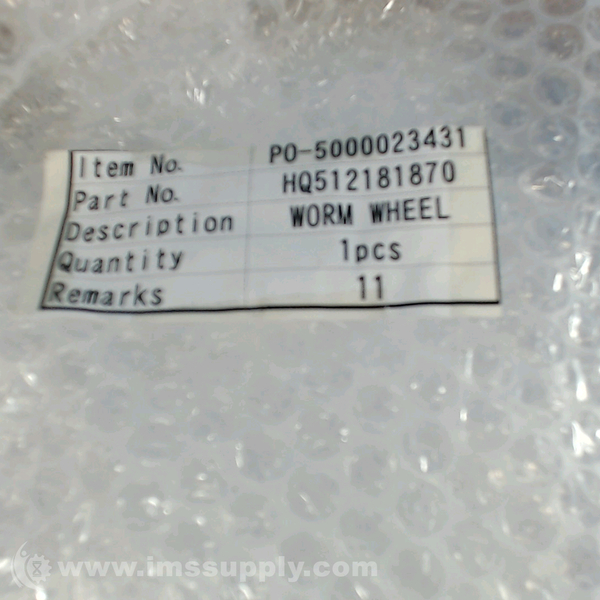 Item No. PO-5000023431
Part No. HQ512181870
Description WORM WHEEL
Quantity 1pcs
Remarks 11
www.imssupply.com